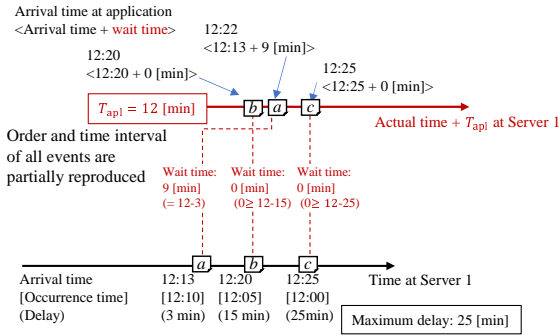 Arrival time at application
<Arrival time + wait time>
12:20
<12:20 + 0 [min]>
12:22
<12:13 + 9 [min]>
12:25
<12:25 + 0 [min]>
T_apl = 12 [min]
b
a
c
Actual time + T_apl at Server 1
Order and time interval
of all events are
partially reproduced
Wait time:
9 [min]
(= 12-3)
Wait time:
0 [min]
(0≥ 12-15)
Wait time:
0 [min]
(0≥ 12-25)
a
b
c
Time at Server 1
Arrival time
[Occurrence time]
(Delay)
12:13
[12:10]
(3 min)
12:20
[12:05]
(15 min)
12:25
[12:00]
(25min)
Maximum delay: 25 [min]